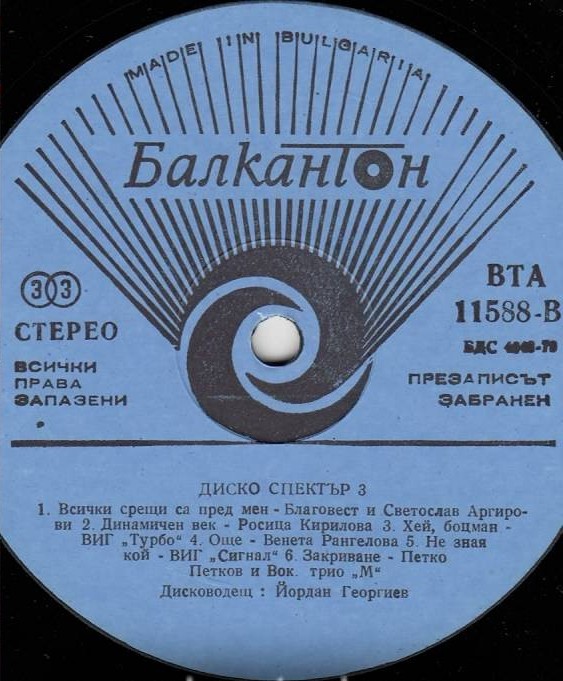 MADE IN BULGARIA
Балкантон
33
СТЕРЕО
ВСИЧКИ
ПРАВА
ЗАПАЗЕНИ
ВТА
11588-В
БДС
ПРЕЗАПИСЪТ
ЗАБРАНЕН
ДИСКО СПЕКТЪР 3
1. Всички срещи са пред мен - Благовест и Светослав Аргиро-
ви 2. Динамичен век - Росица Кирилова 3. Хей, боцман -
ВИГ „Турбо" 4. Още - Венета Рангелова 5. Не зная
кой - ВИГ „Сигнал" 6. Закриване - Петко
Петков и Вок. трио „М"
Дисководещ : Йордан Георгиев